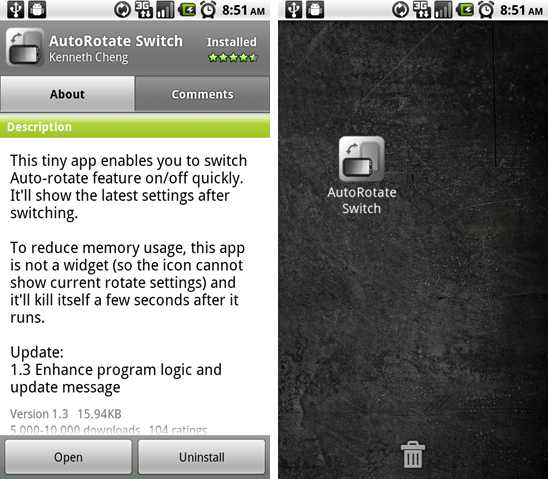 8:51 AM
AutoRotate Switch
Kenneth Cheng
Installed
About
Comments
Description
This tiny app enables you to switch
Auto-rotate feature on/off quickly.
It'll show the latest settings after
switching.
To reduce memory usage, this app
is not a widget (so the icon cannot
show current rotate settings) and
it'll kill itself a few seconds after it
runs.
Update:
1.3 Enhance program logic and
update message
Version 1.3 15.94KB
5,000-10,000 downloads 104 ratings
Open
Uninstall
3G
8:51 AM
AutoRotate
Switch